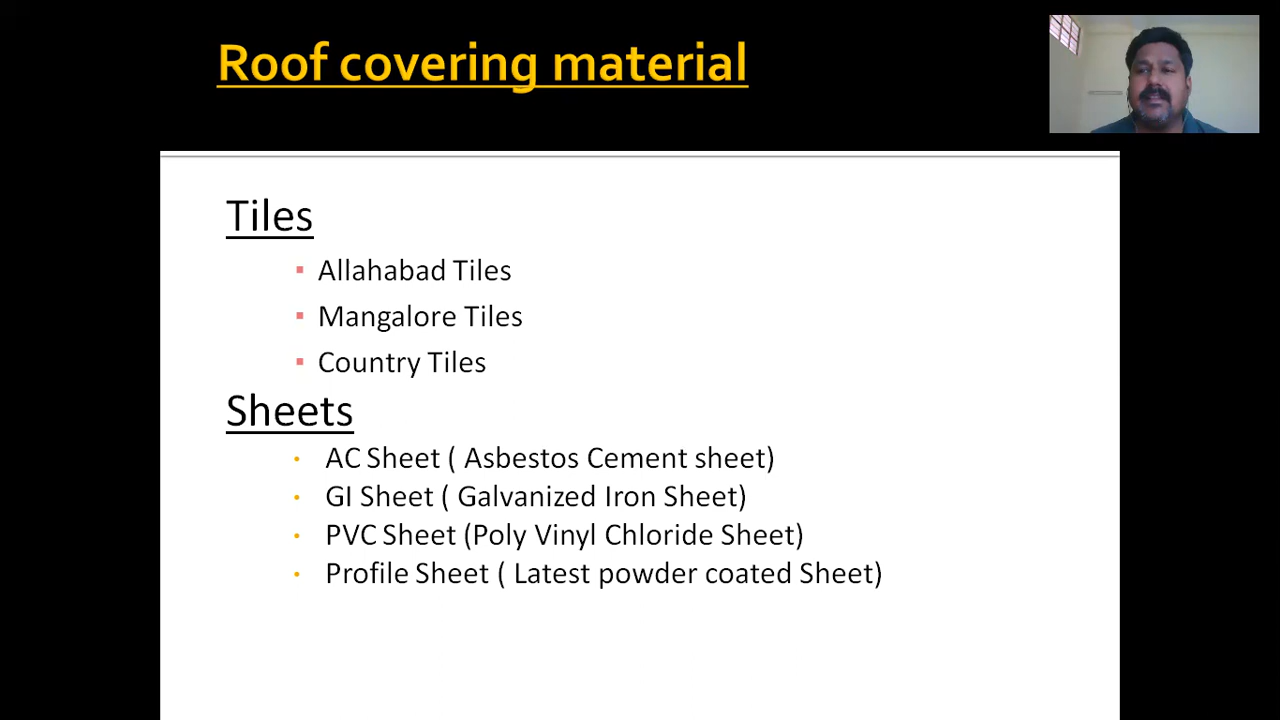 Roof covering material
Tiles
▪ Allahabad Tiles
▪ Mangalore Tiles
▪ Country Tiles
Sheets
• AC Sheet ( Asbestos Cement sheet)
• GI Sheet ( Galvanized Iron Sheet)
• PVC Sheet (Poly Vinyl Chloride Sheet)
• Profile Sheet ( Latest powder coated Sheet)